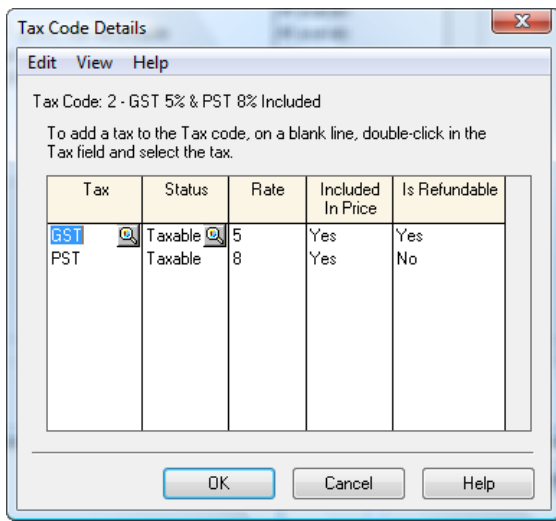 Tax Code Details
Edit View Help
Tax Code: 2 - GST 5% & PST 8% Included
To add a tax to the Tax code, on a blank line, double-click in the
Tax field and select the tax.
Tax Status Rate Included In Price Is Refundable
GST Taxable 5 Yes Yes
PST Taxable 8 Yes No
OK Cancel Help